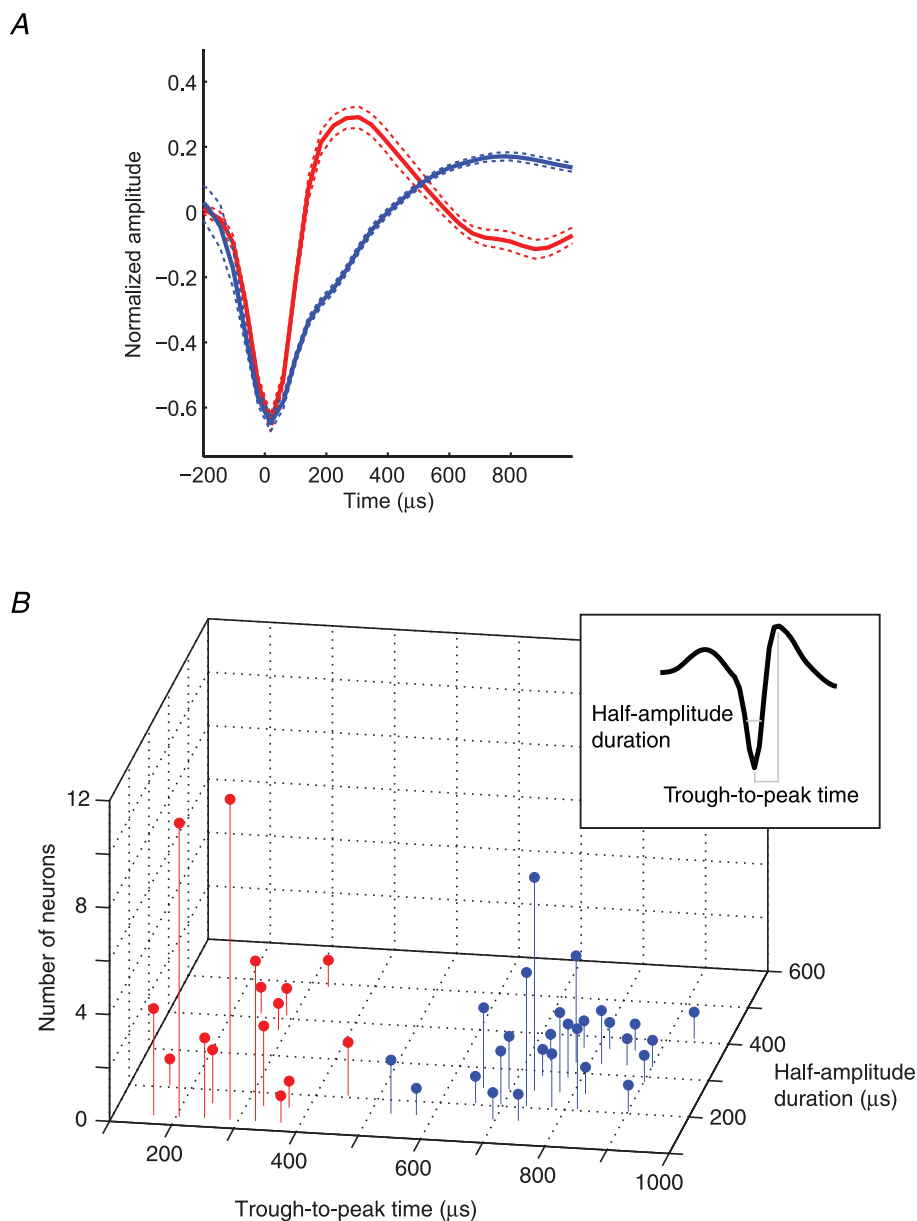 A
0.4
0.2
0
−0.2
−0.4
−0.6
Normalized amplitude
−200 0 200 400 600 800
Time (μs)
B
Half-amplitude
duration
Trough-to-peak time
12
8
4
0
Number of neurons
200 400 600 800 1000
Trough-to-peak time (μs)
600
400
200
Half-amplitude
duration (μs)